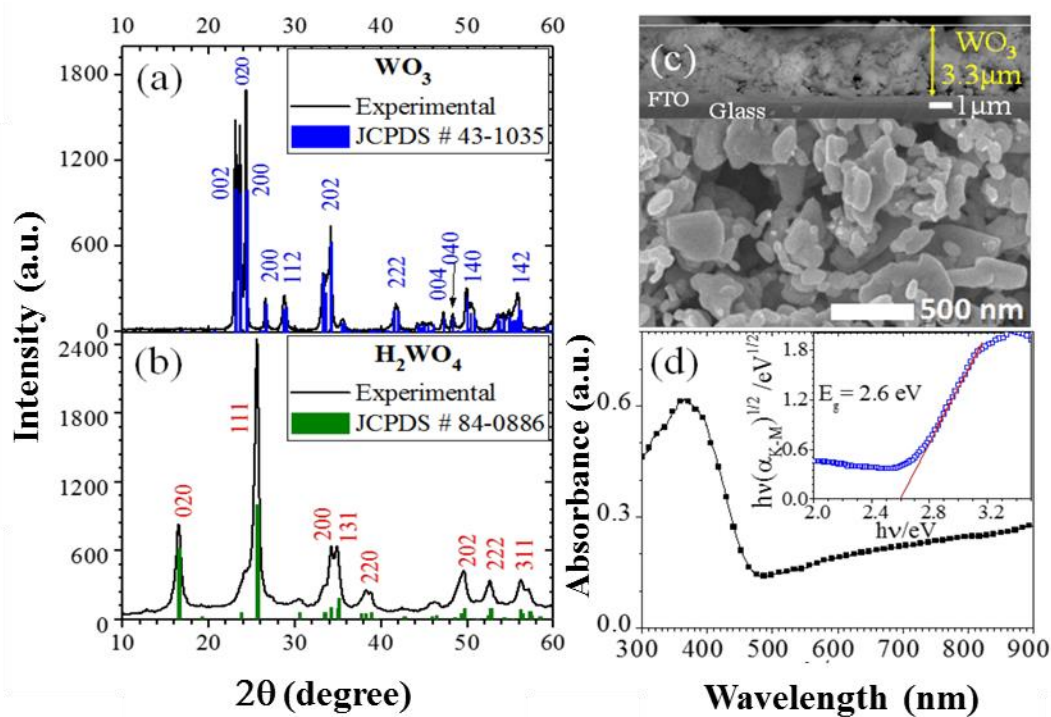 10 20 30 40 50 60
Intensity (a.u.)
1800
1200
600
0
(a)
WO3
Experimental
JCPDS # 43-1035
002
020
200
200
112
202
222
004
040
140
142
2400
1800
1200
600
0
(b)
H2WO4
Experimental
JCPDS # 84-0886
020
111
200
131
220
202
222
311
10 20 30 40 50 60
2θ (degree)
(c)
WO3
3.3μm
FTO
Glass
1μm
500 nm
(d)
Absorbance (a.u.)
0.6
0.3
0.0
hν(αK-M)1/2 /eV1/2
1.8
1.2
0.6
0.0
Eg = 2.6 eV
2.0 2.4 2.8 3.2
hν/eV
300 400 500 600 700 800 900
Wavelength (nm)